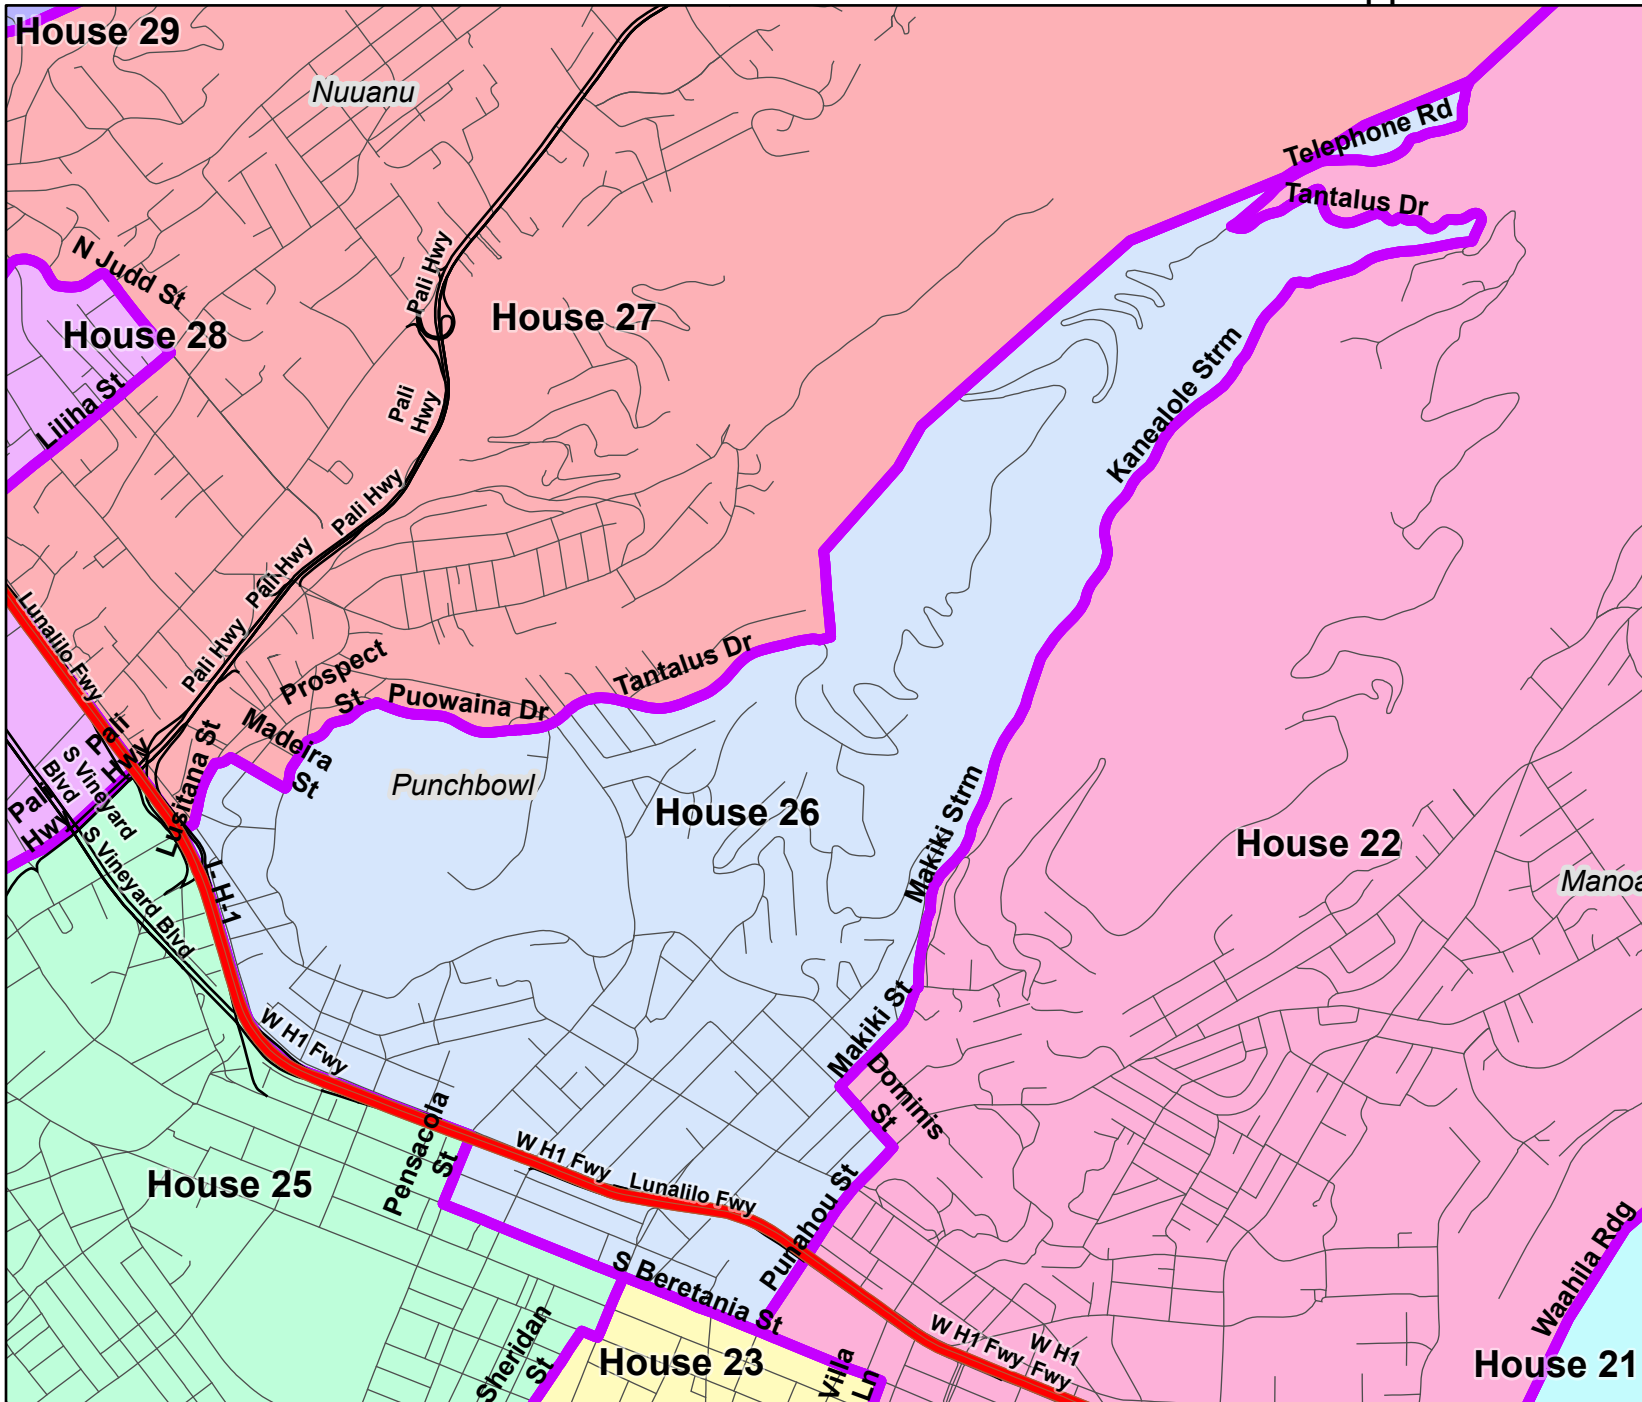 House 29
Nuuanu
Telephone Rd
Tantalus Dr
N Judd St
Pali Hwy
House 27
House 28
Liliha St
Pali
Hwy
Kanealole Strm
Pali Hwy
Pali Hwy
Pali Hwy
Lunalilo Fwy
Prospect
St
Tantalus Dr
Puowaina Dr
Madeira
St
Pali
Hwy
Lusitana St
S Vineyard
Blvd
Pali
Hwy
Punchbowl
House 26
Makiki Strm
House 22
Manoa
S Vineyard Blvd
I- H-1
Makiki St
W H1 Fwy
Dominis
St
Pensacola
St
W H1 Fwy
Lunalilo Fwy
House 25
Punahou St
Waahila Rdg
S Beretania St
Sheridan
St
House 23
Villa
Ln
W H1 Fwy
W H1
Fwy
House 21